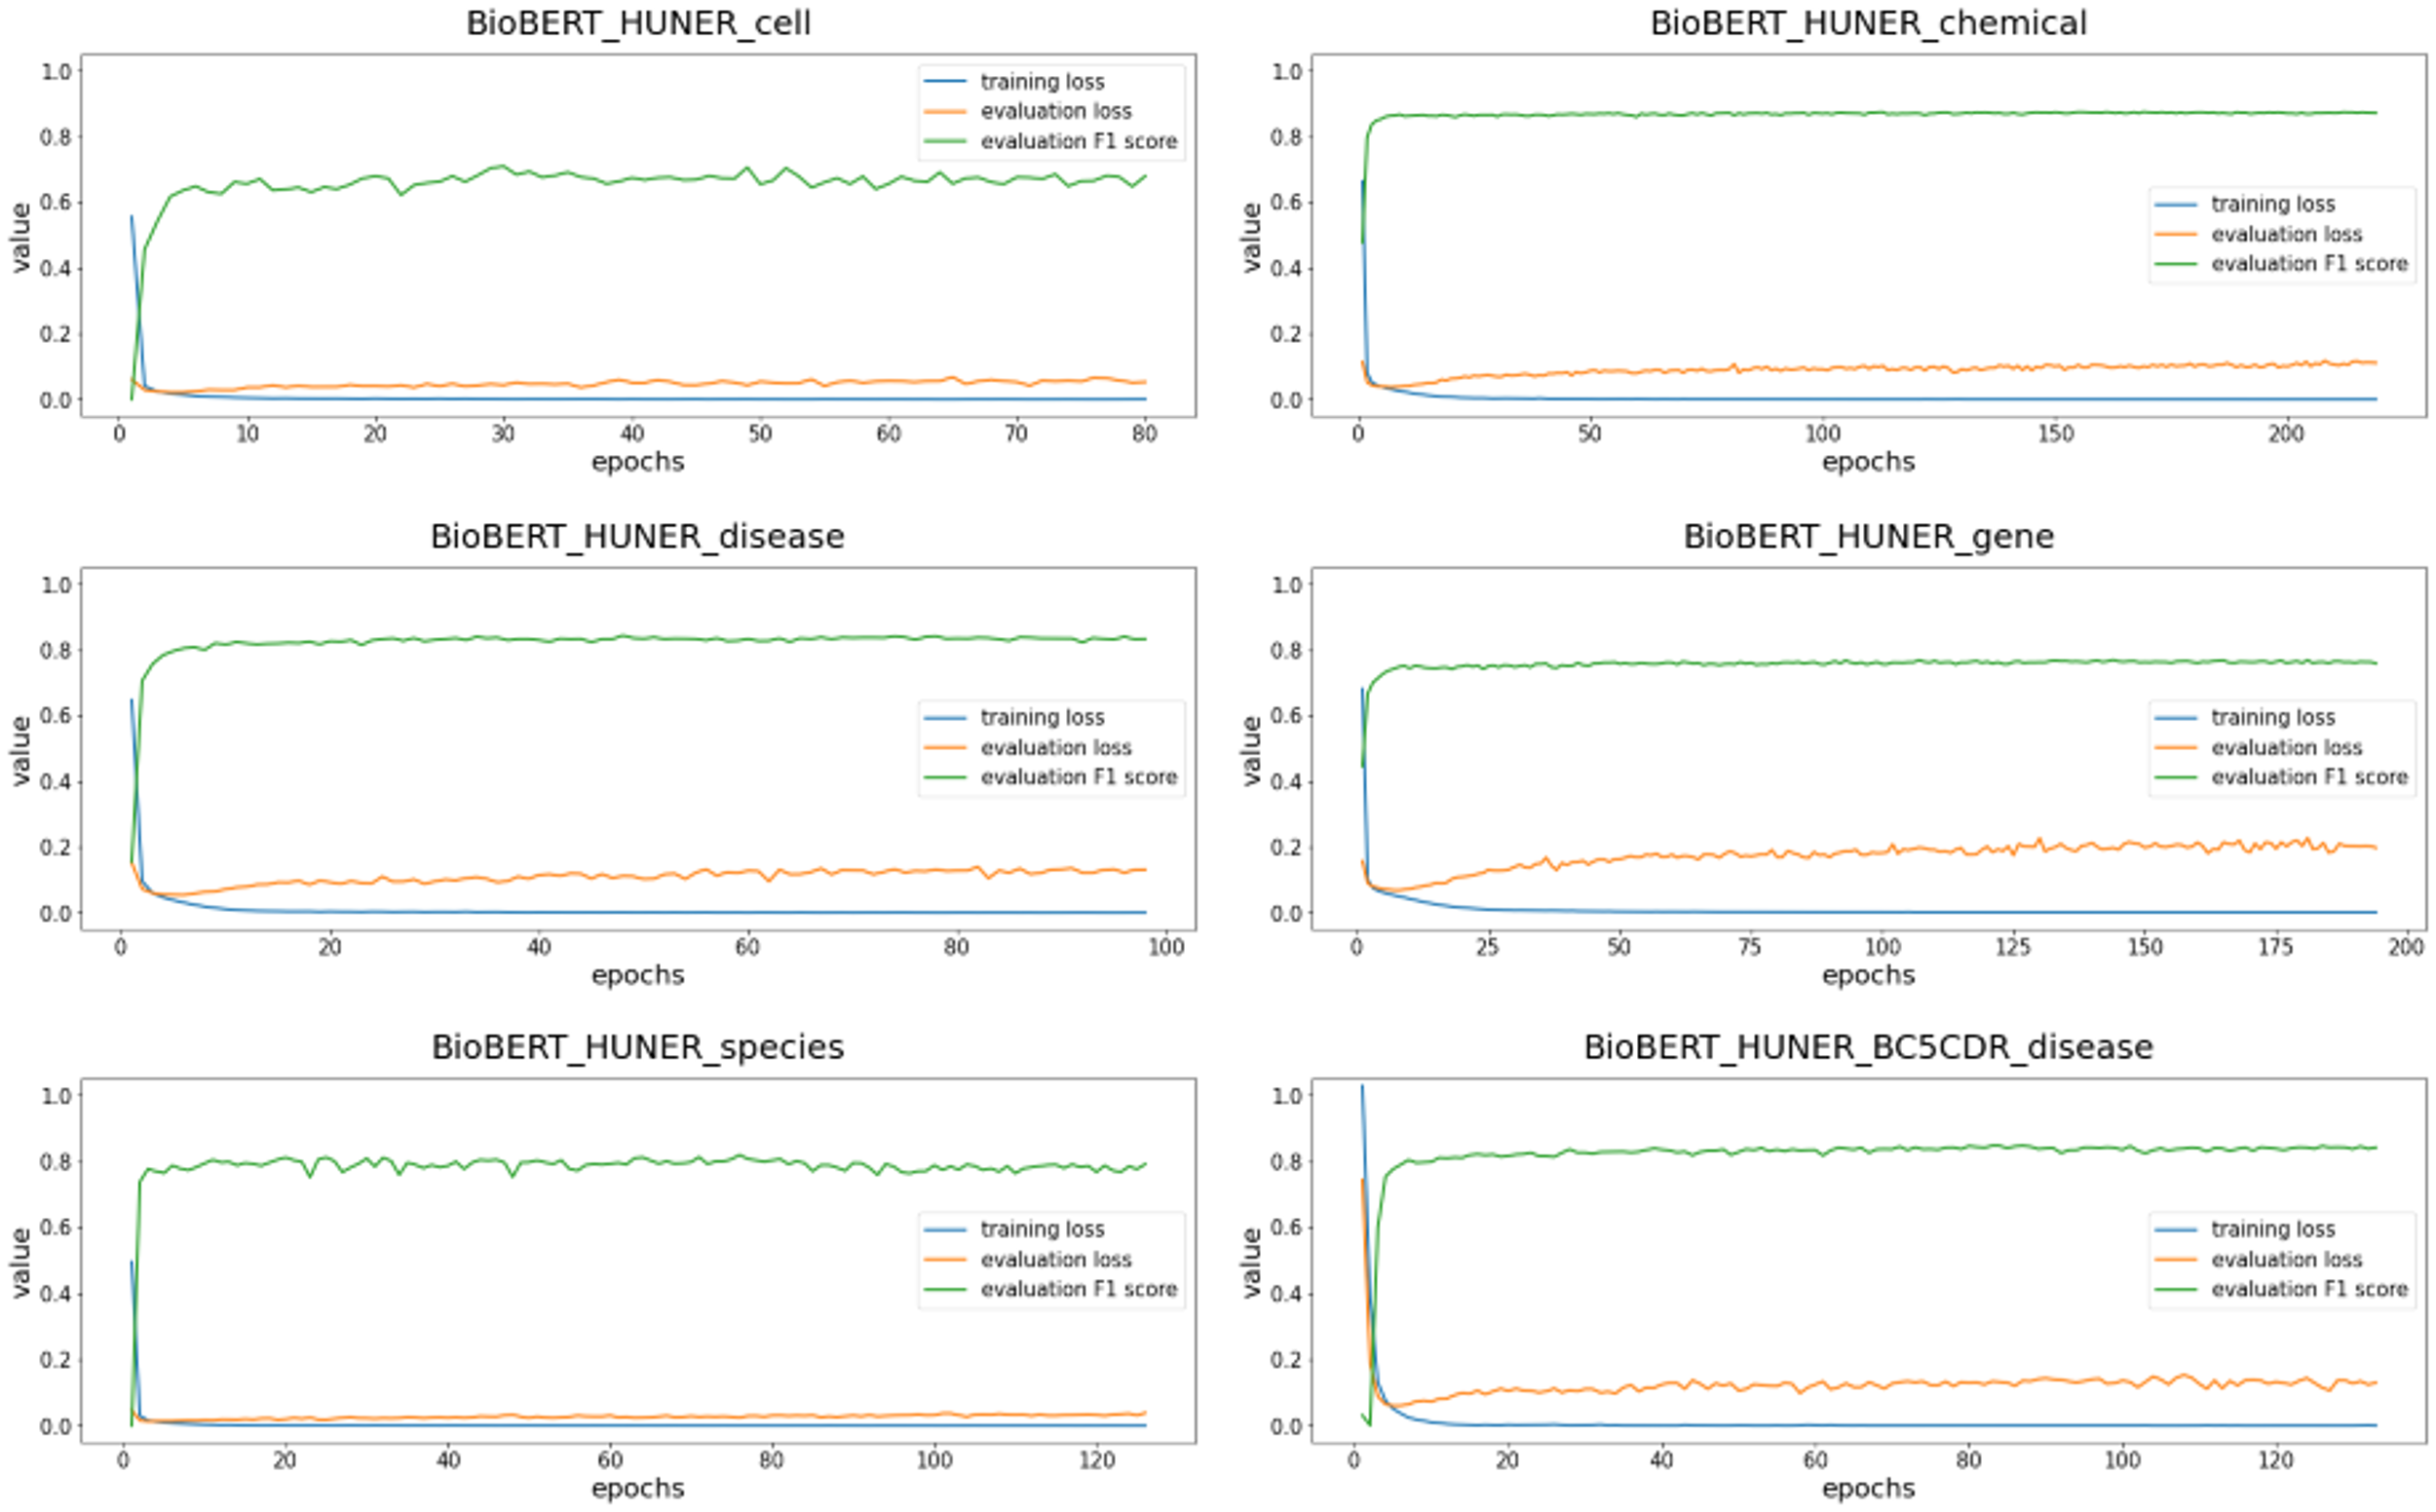 BioBERT_HUNER_cell
1.0
0.8
0.6
0.4
0.2
0.0
value
training loss
evaluation loss
evaluation F1 score
0 10 20 30 40 50 60 70 80
epochs
BioBERT_HUNER_chemical
1.0
0.8
0.6
0.4
0.2
0.0
value
training loss
evaluation loss
evaluation F1 score
0 50 100 150 200
epochs
BioBERT_HUNER_disease
1.0
0.8
0.6
0.4
0.2
0.0
value
training loss
evaluation loss
evaluation F1 score
0 20 40 60 80 100
epochs
BioBERT_HUNER_gene
1.0
0.8
0.6
0.4
0.2
0.0
value
training loss
evaluation loss
evaluation F1 score
0 25 50 75 100 125 150 175 200
epochs
BioBERT_HUNER_species
1.0
0.8
0.6
0.4
0.2
0.0
value
training loss
evaluation loss
evaluation F1 score
0 20 40 60 80 100 120
epochs
BioBERT_HUNER_BC5CDR_disease
1.0
0.8
0.6
0.4
0.2
0.0
value
training loss
evaluation loss
evaluation F1 score
0 20 40 60 80 100 120
epochs